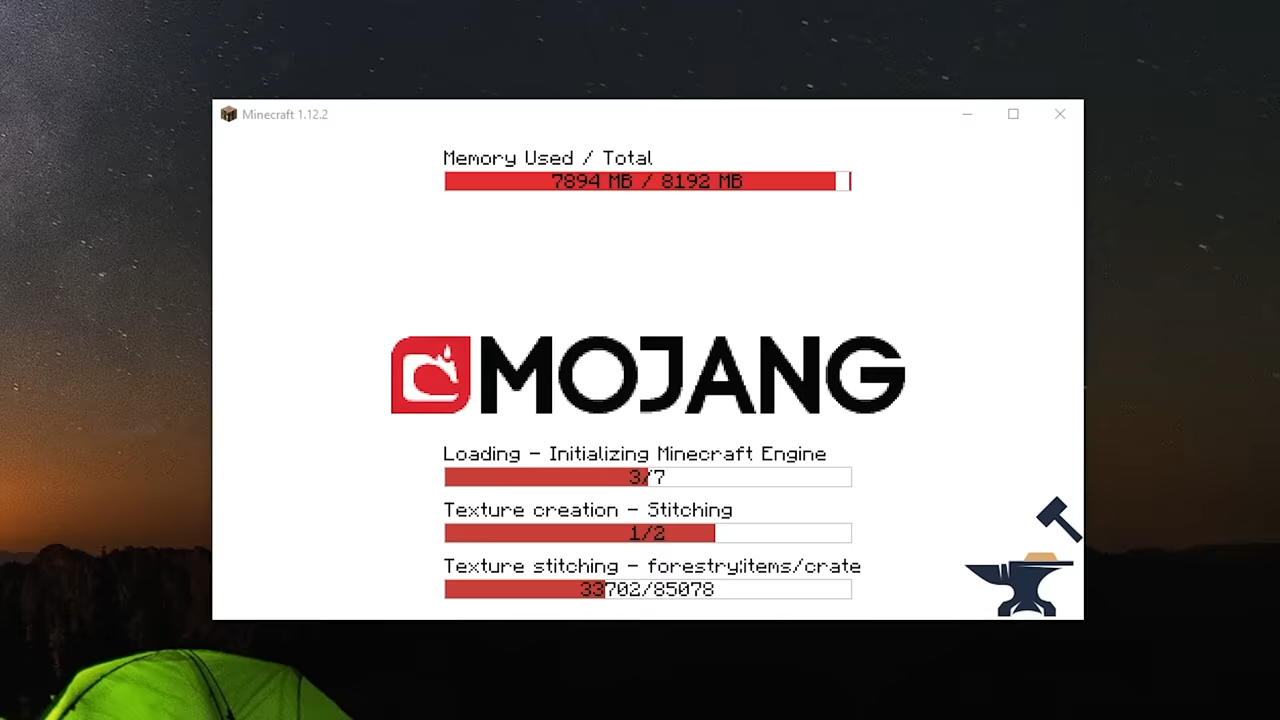 Minecraft 1.12.2
Memory Used / Total
7894 MB / 8192 MB
MOJANG
Loading - Initializing Minecraft Engine
3/7
Texture creation - Stitching
1/2
Texture stitching - forestry:items/crate
33702/85078